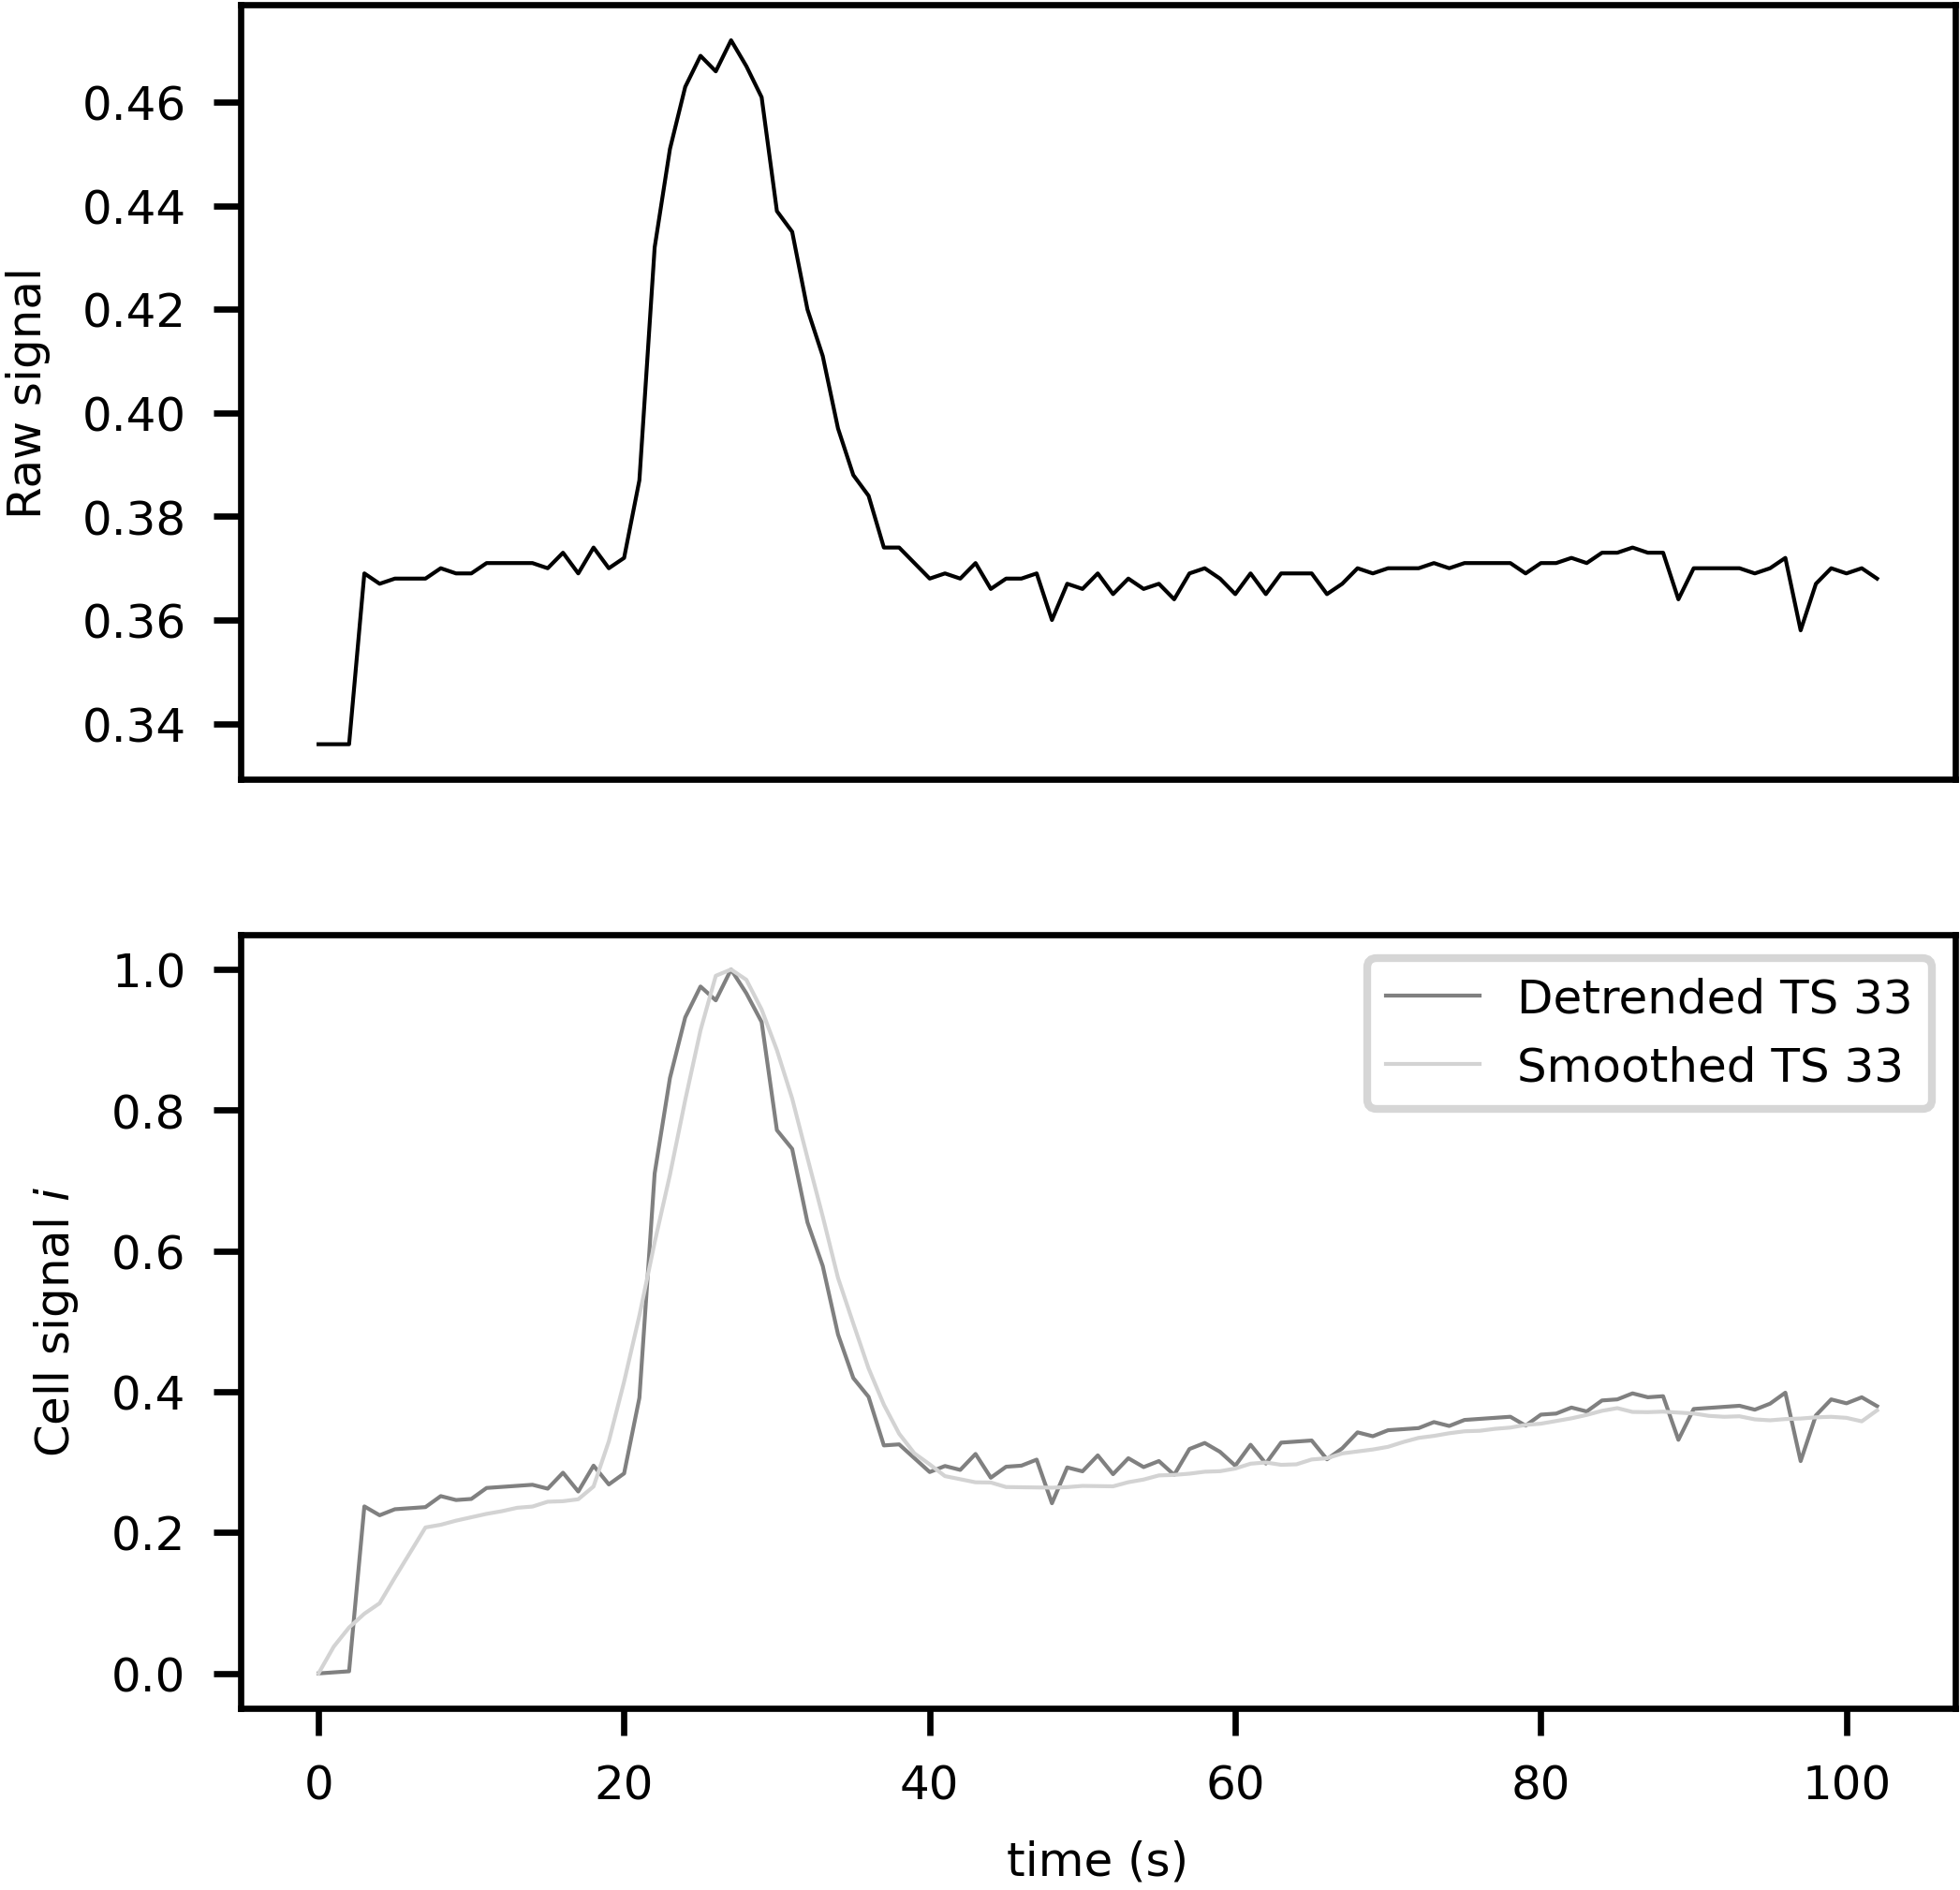 Raw signal
0.46
0.44
0.42
0.40
0.38
0.36
0.34
Cell signal i
1.0
0.8
0.6
0.4
0.2
0.0
Detrended TS 33
Smoothed TS 33
0 20 40 60 80 100
time (s)